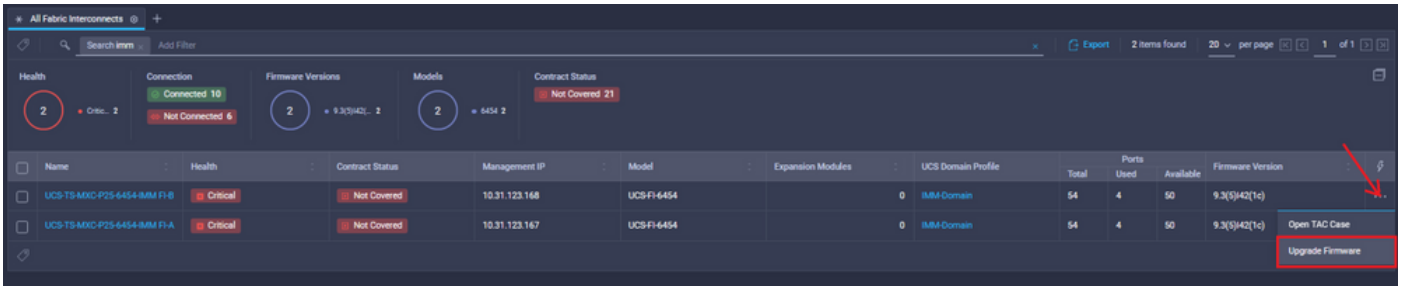 All Fabric Interconnects
Search imm × Add Filter × Export 2 items found 20 per page 1 of 1
Health Connection Firmware Versions Models Contract Status
Connected 10 Not Covered 21
2 Critic... 2 2 9.3(5)I42(... 2 2 6454 2
Not Connected 6
Ports
Name Health Contract Status Management IP Model Expansion Modules UCS Domain Profile Firmware Version
Total Used Available
UCS-TS-MXC-P25-6454-IMM FI-B Critical Not Covered 10.31.123.168 UCS-FI-6454 0 IMM-Domain 54 4 50 9.3(5)I42(1c) ...
UCS-TS-MXC-P25-6454-IMM FI-A Critical Not Covered 10.31.123.167 UCS-FI-6454 0 IMM-Domain 54 4 50 9.3(5)I42(1c)
Open TAC Case
Upgrade Firmware